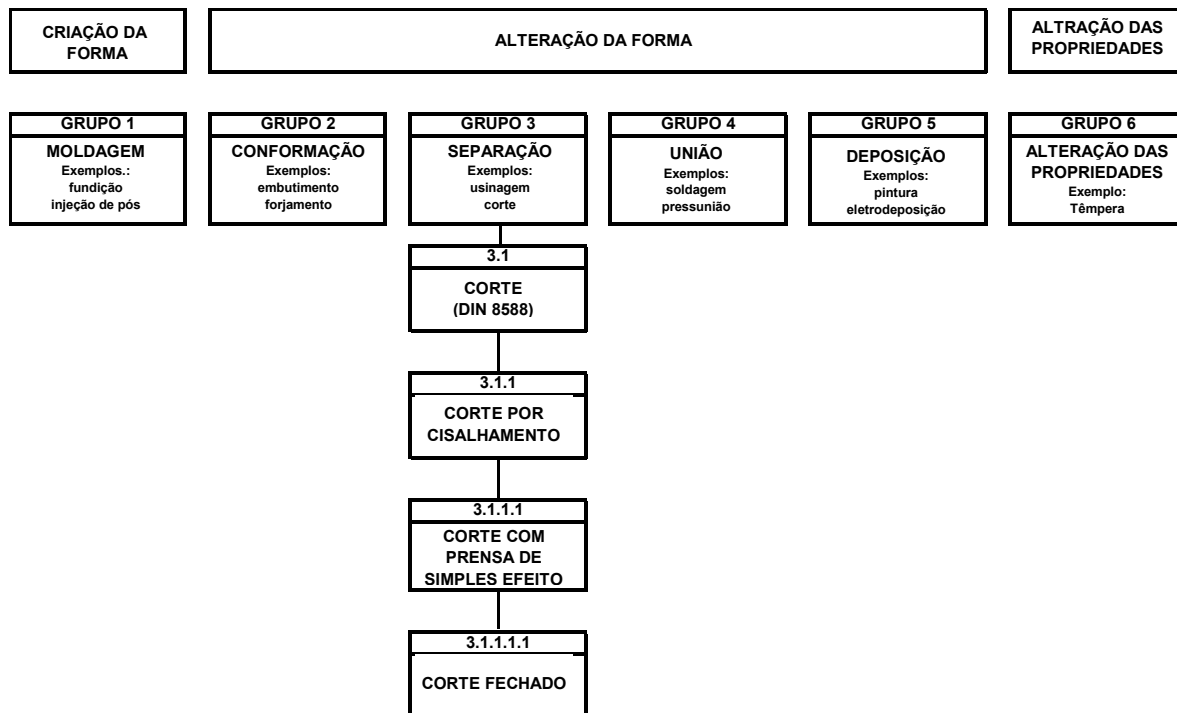 CRIAÇÃO DA
FORMA
ALTERAÇÃO DA FORMA
ALTRAÇÃO DAS
PROPRIEDADES
GRUPO 1
MOLDAGEM
Exemplos.:
fundição
injeção de pós
GRUPO 2
CONFORMAÇÃO
Exemplos:
embutimento
forjamento
GRUPO 3
SEPARAÇÃO
Exemplos:
usinagem
corte
GRUPO 4
UNIÃO
Exemplos:
soldagem
pressunião
GRUPO 5
DEPOSIÇÃO
Exemplos:
pintura
eletrodeposição
GRUPO 6
ALTERAÇÃO DAS
PROPRIEDADES
Exemplo:
Têmpera
3.1
CORTE
(DIN 8588)
3.1.1
CORTE POR
CISALHAMENTO
3.1.1.1
CORTE COM
PRENSA DE
SIMPLES EFEITO
3.1.1.1.1
CORTE FECHADO